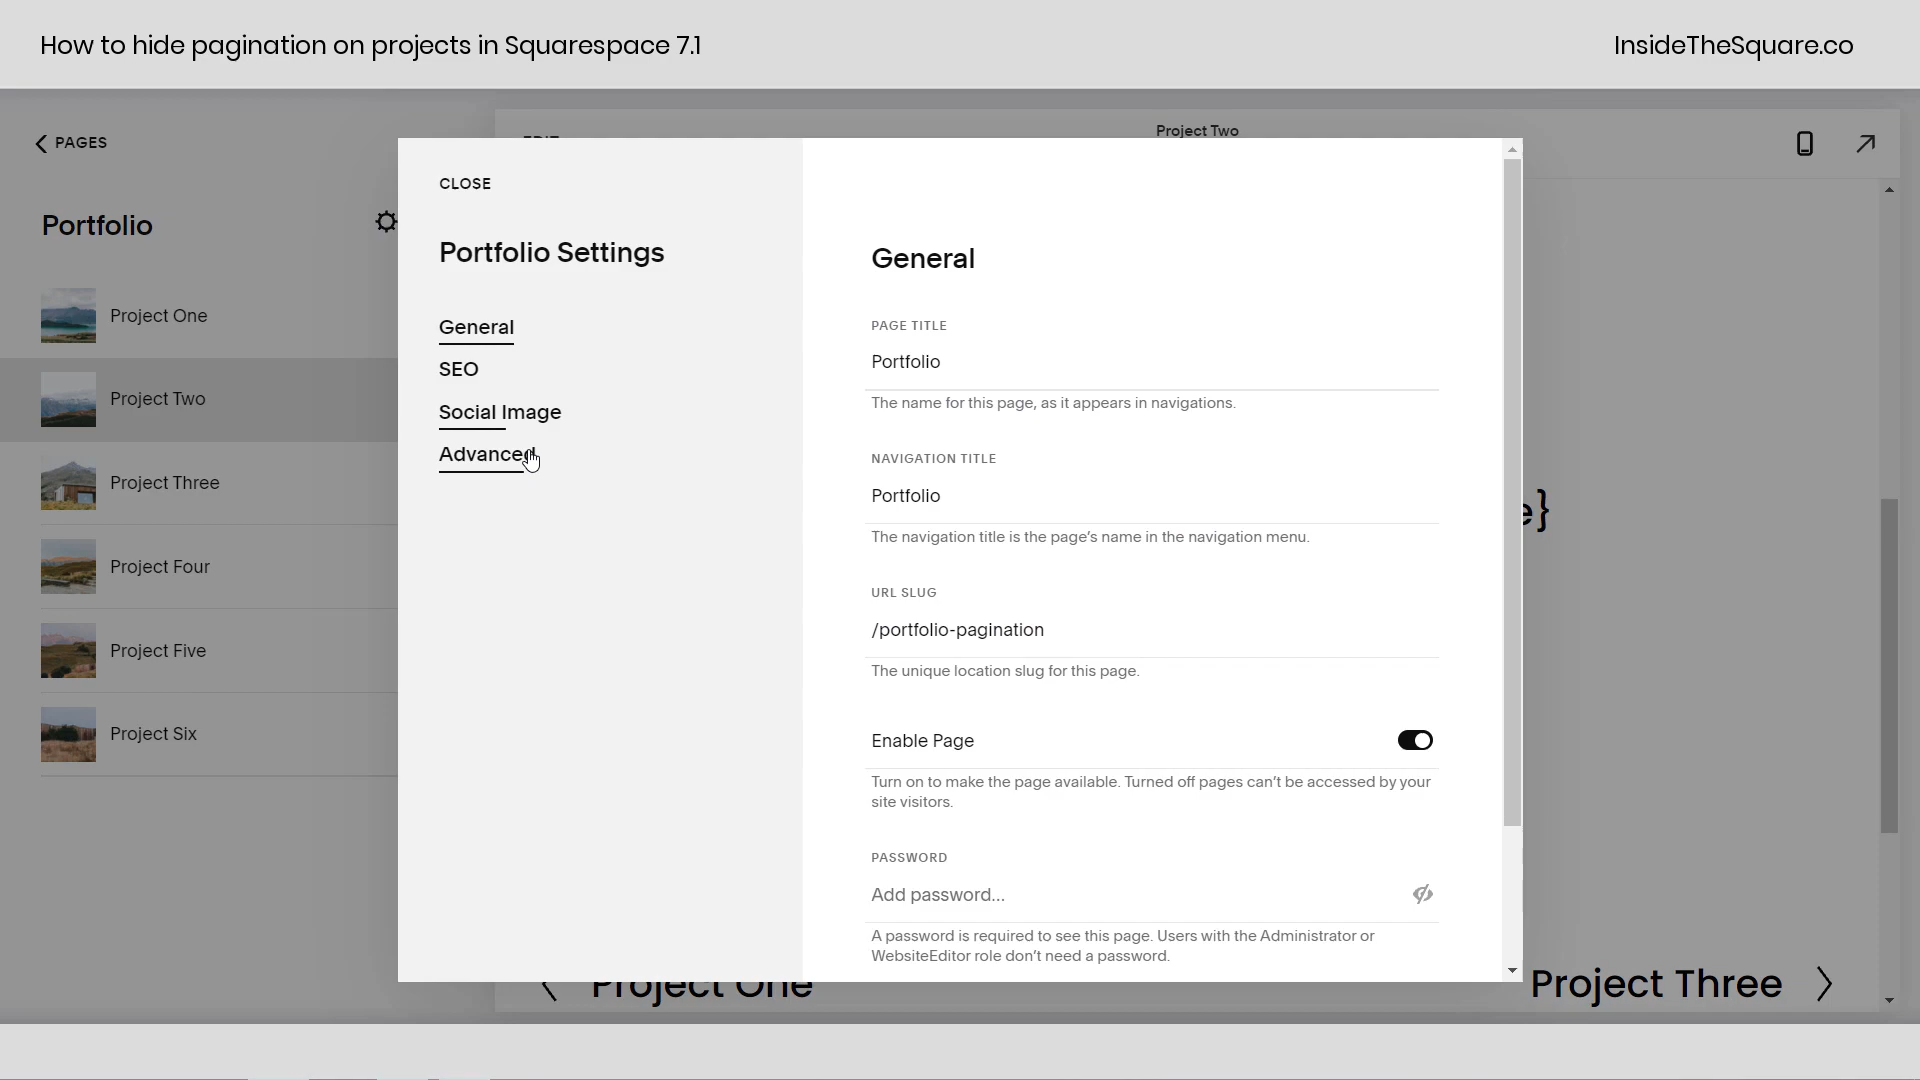 How to hide pagination on projects in Squarespace 7.1
InsideTheSquare.co
PAGES
Portfolio
Project One
Project Two
Project Three
Project Four
Project Five
Project Six
EDIT
Project Two
CLOSE
Portfolio Settings
General
SEO
Social Image
Advanced
General
PAGE TITLE
Portfolio
The name for this page, as it appears in navigations.
NAVIGATION TITLE
Portfolio
The navigation title is the page's name in the navigation menu.
URL SLUG
/portfolio-pagination
The unique location slug for this page.
Enable Page
Turn on to make the page available. Turned off pages can't be accessed by your
site visitors.
PASSWORD
Add password...
A password is required to see this page. Users with the Administrator or
WebsiteEditor role don't need a password.
e}
Project One
Project Three